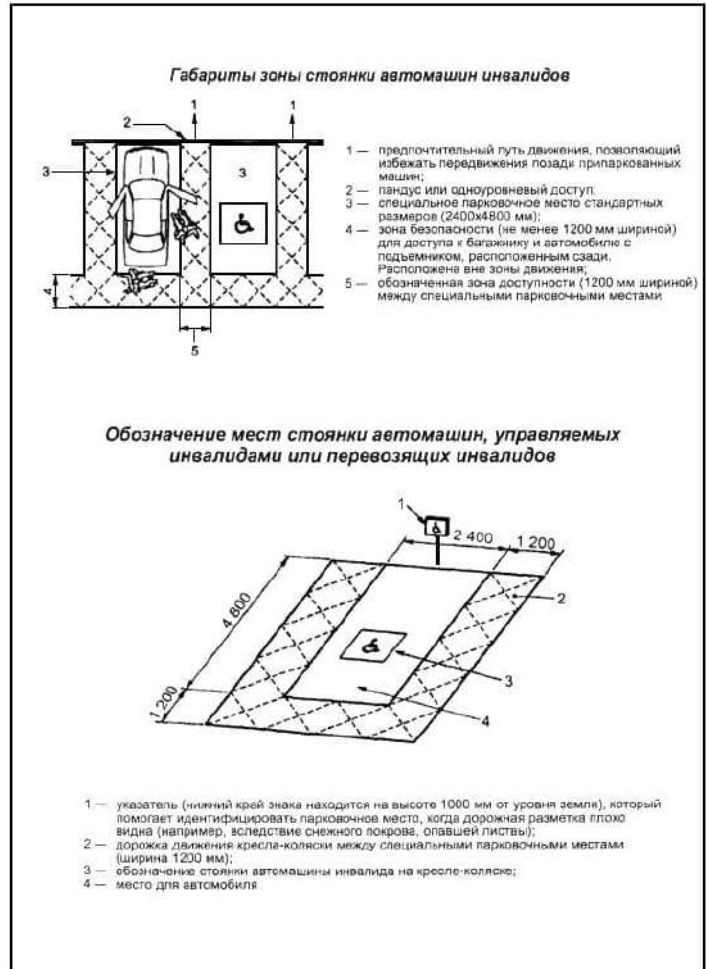 Габариты зоны стоянки автомашин инвалидов
1
1
2
3
3
4
5
1 — предпочтительный путь движения, позволяющий
избежать передвижения позади припаркованных
машин;
2 — пандус или одноуровневый доступ;
3 — специальное парковочное место стандартных
размеров (2400х4800 мм);
4 — зона безопасности (не менее 1200 мм шириной)
для доступа к багажнику и автомобилю с
подъемником, расположенным сзади.
Расположена вне зоны движения;
5 — обозначенная зона доступности (1200 мм шириной)
между специальными парковочными местами
Обозначение мест стоянки автомашин, управляемых
инвалидами или перевозящих инвалидов
1
2 400
1 200
4 800
2
3
1 200
4
1 — указатель (нижний край знака находится на высоте 1000 мм от уровня земли), который
помогает идентифицировать парковочное место, когда дорожная разметка плохо
видна (например, вследствие снежного покрова, опавшей листвы);
2 — дорожка движения кресла-коляски между специальными парковочными местами
(ширина 1200 мм);
3 — обозначение стоянки автомашины инвалида на кресле-коляске;
4 — место для автомобиля